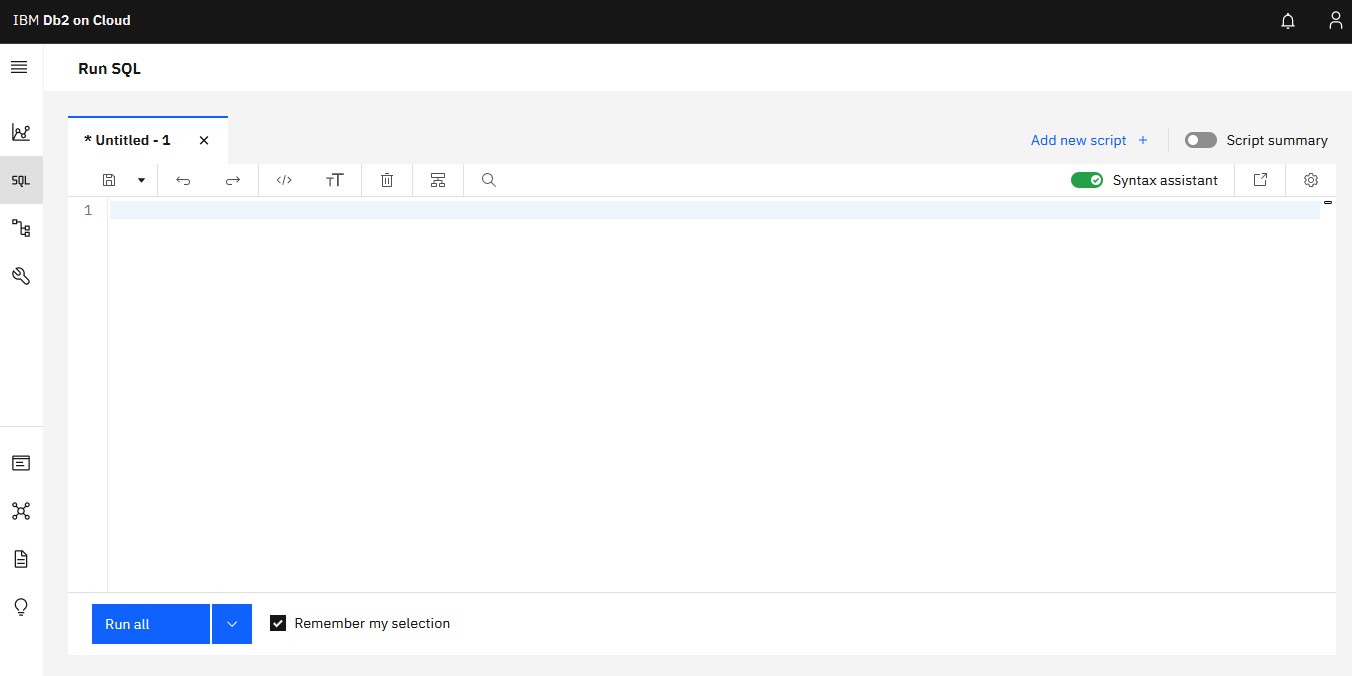 IBM Db2 on Cloud
Run SQL
* Untitled - 1
Add new script +
Script summary
SQL
Syntax assistant
1
Run all
Remember my selection